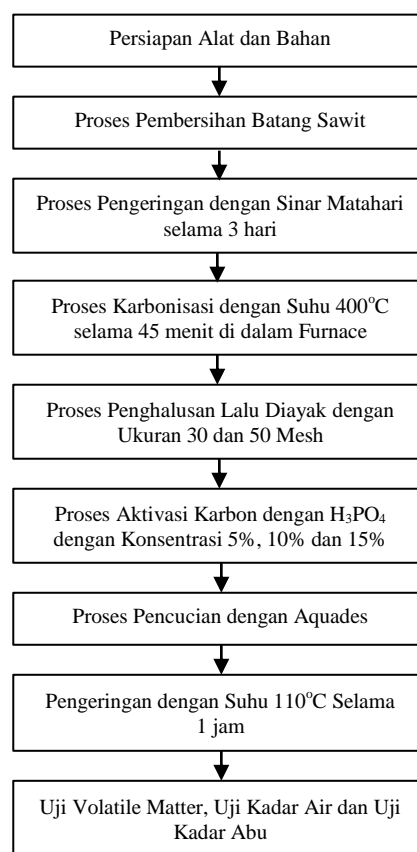 Persiapan Alat dan Bahan
Proses Pembersihan Batang Sawit
Proses Pengeringan dengan Sinar Matahari
selama 3 hari
Proses Karbonisasi dengan Suhu 400°C
selama 45 menit di dalam Furnace
Proses Penghalusan Lalu Diayak dengan
Ukuran 30 dan 50 Mesh
Proses Aktivasi Karbon dengan H₃PO₄
dengan Konsentrasi 5%, 10% dan 15%
Proses Pencucian dengan Aquades
Pengeringan dengan Suhu 110°C Selama
1 jam
Uji Volatile Matter, Uji Kadar Air dan Uji
Kadar Abu